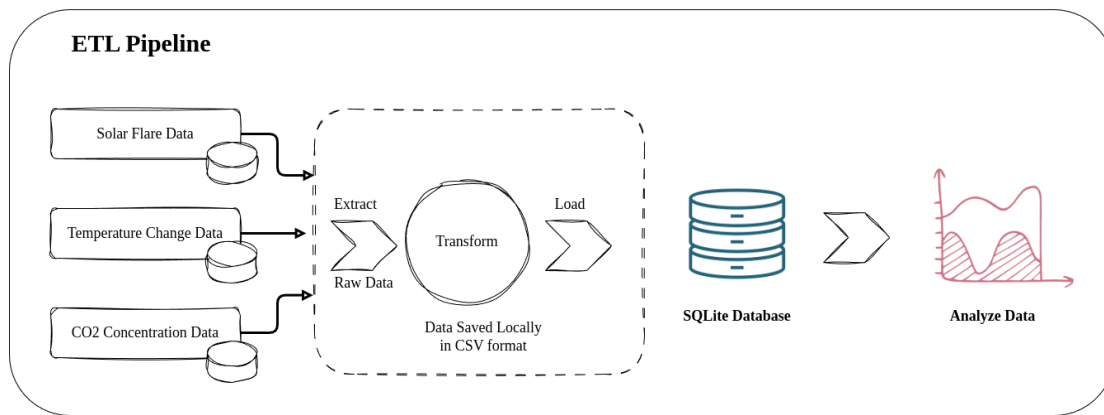 ETL Pipeline
Solar Flare Data
Temperature Change Data
CO2 Concentration Data
Extract
Raw Data
Transform
Data Saved Locally
in CSV format
Load
SQLite Database
Analyze Data